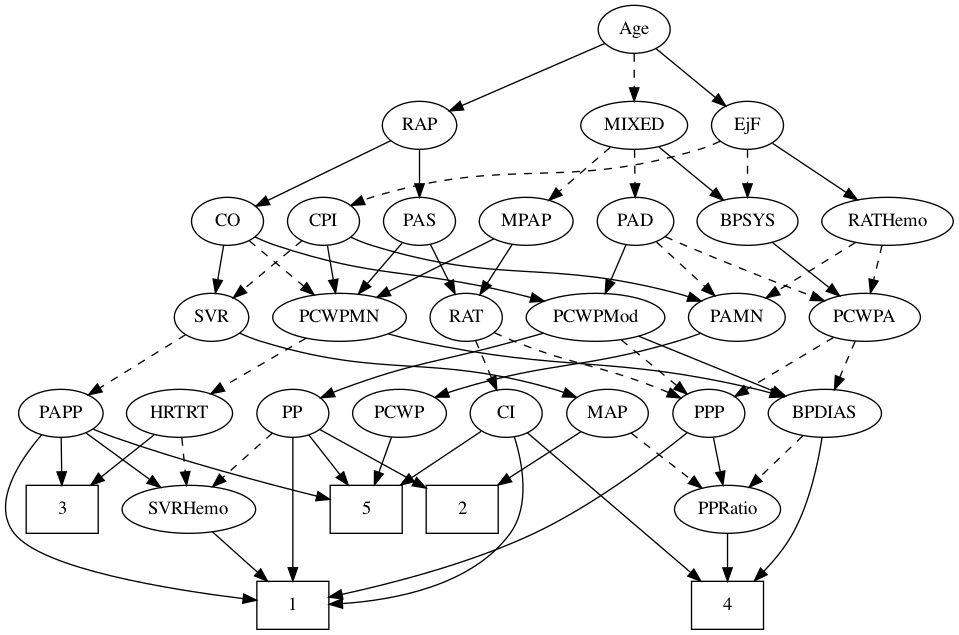 Age
RAP
MIXED
EjF
CO
CPI
PAS
MPAP
PAD
BPSYS
RATHemo
SVR
PCWPMN
RAT
PCWPMod
PAMN
PCWPA
PAPP
HRTRT
PP
PCWP
CI
MAP
PPP
BPDIAS
3
SVRHemo
5
2
PPRatio
1
4